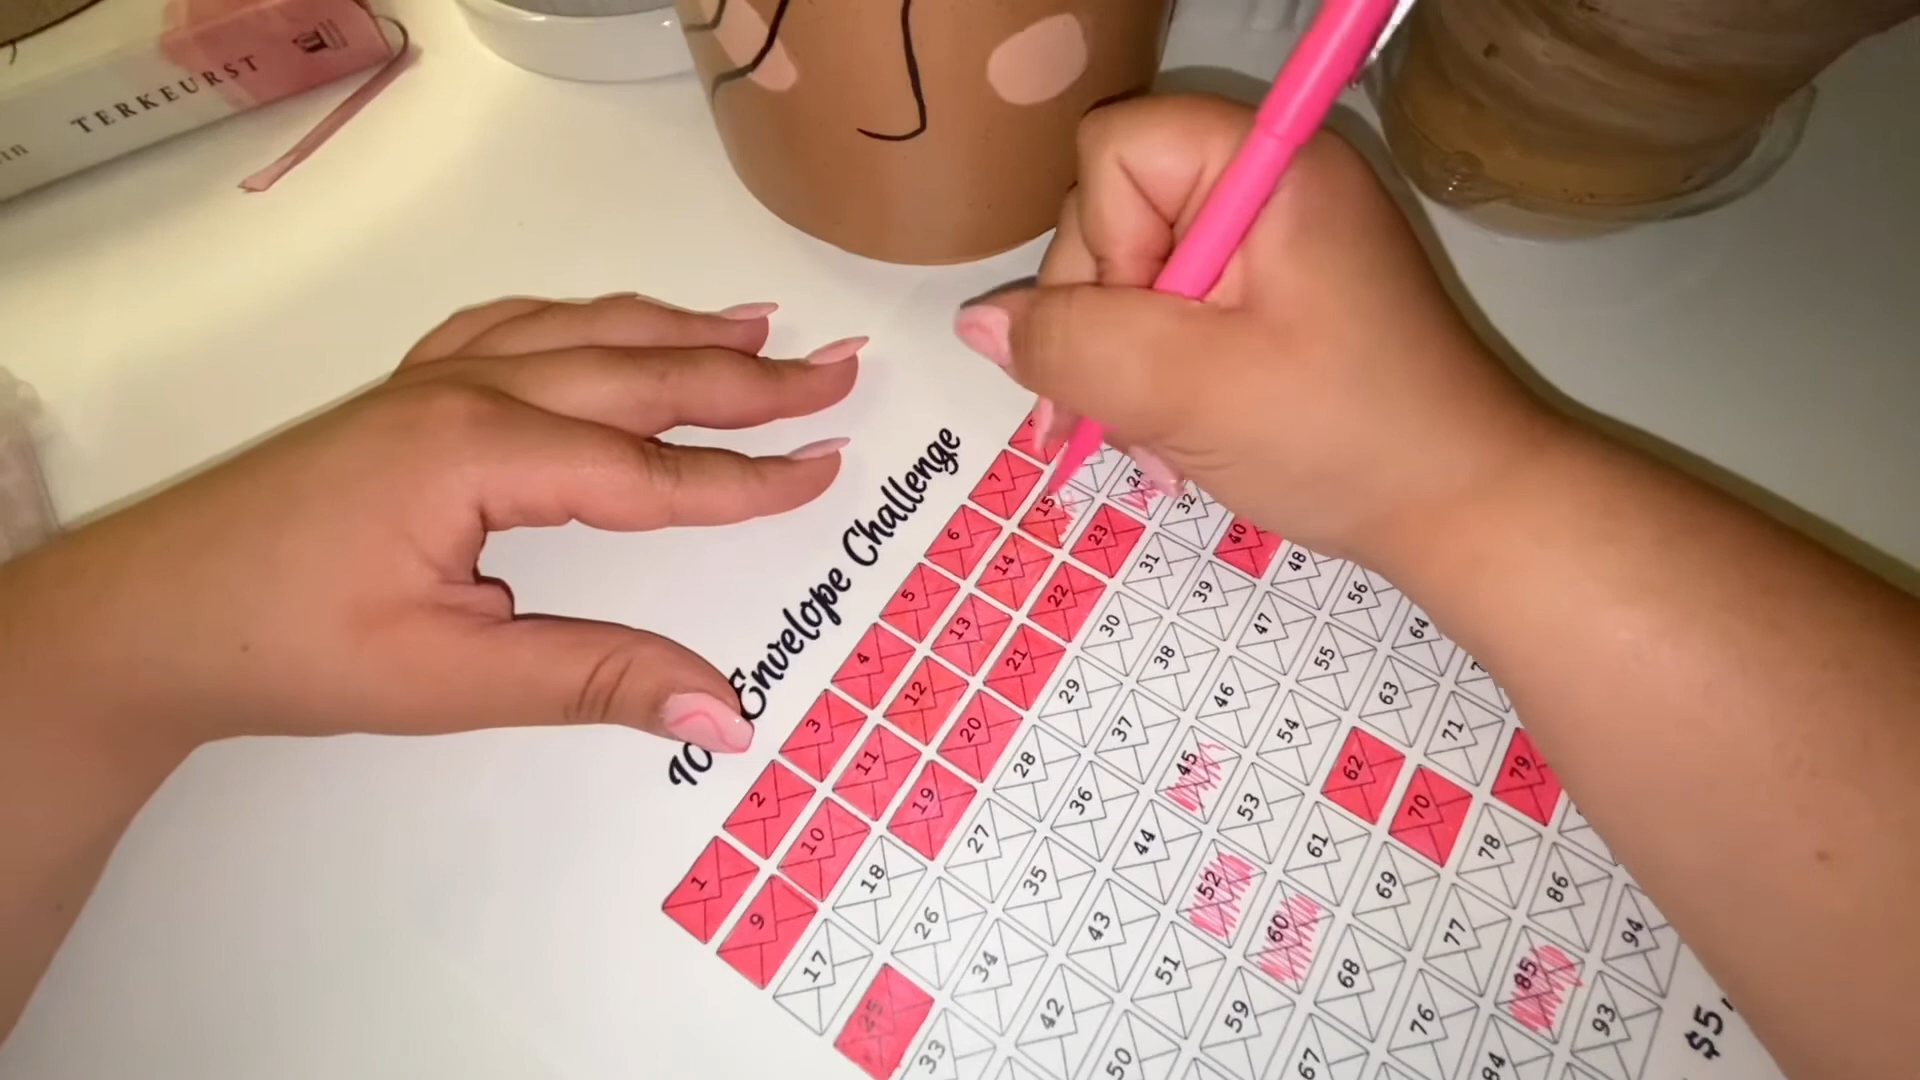 TERKEURST
Envelope Challenge
1 2 3 4 5 6 7
9 10 11 12 13 14 15
17 18 19 20 21 22 23 24
25 26 27 28 29 30 31 32
33 34 35 36 37 38 39 40
42 43 44 45 46 47 48
50 51 52 53 54 55 56
59 60 61 62 63 64
67 68 69 70 71
76 77 78 79
84 85 86
93 94
$5,